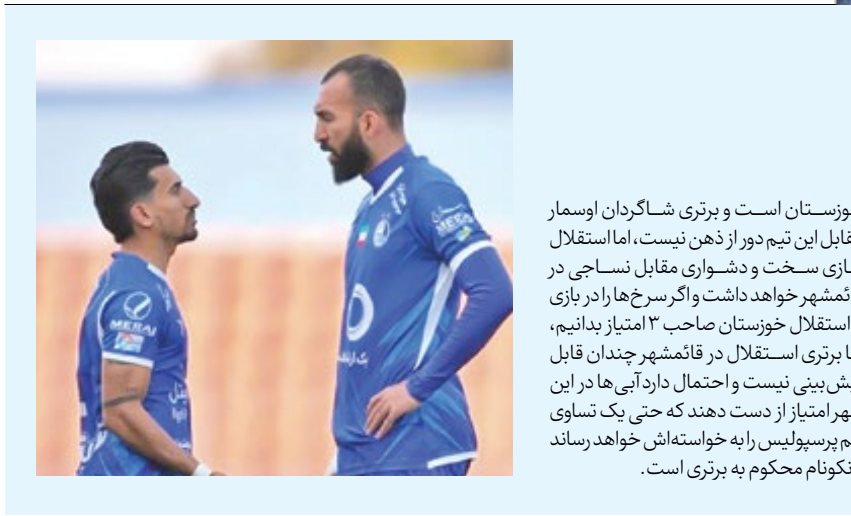 وزستان است و برتری شاگردان اوسمار
قابل این تیم دور از ذهن نیست، اما استقلال
ازی سخت و دشواری مقابل نساجی در
ئمشهر خواهد داشت و اگر سرخ‌ها را در بازی
استقلال خوزستان صاحب ۳ امتیاز بدانیم،
ا برتری استقلال در قائمشهر چندان قابل
یش‌بینی نیست و احتمال دارد آبی‌ها در این
هر امتیاز از دست دهند که حتی یک تساوی
م پرسپولیس را به خواسته‌اش خواهد رساند
نکونام محکوم به برتری است.
MERAJ
MERAJ